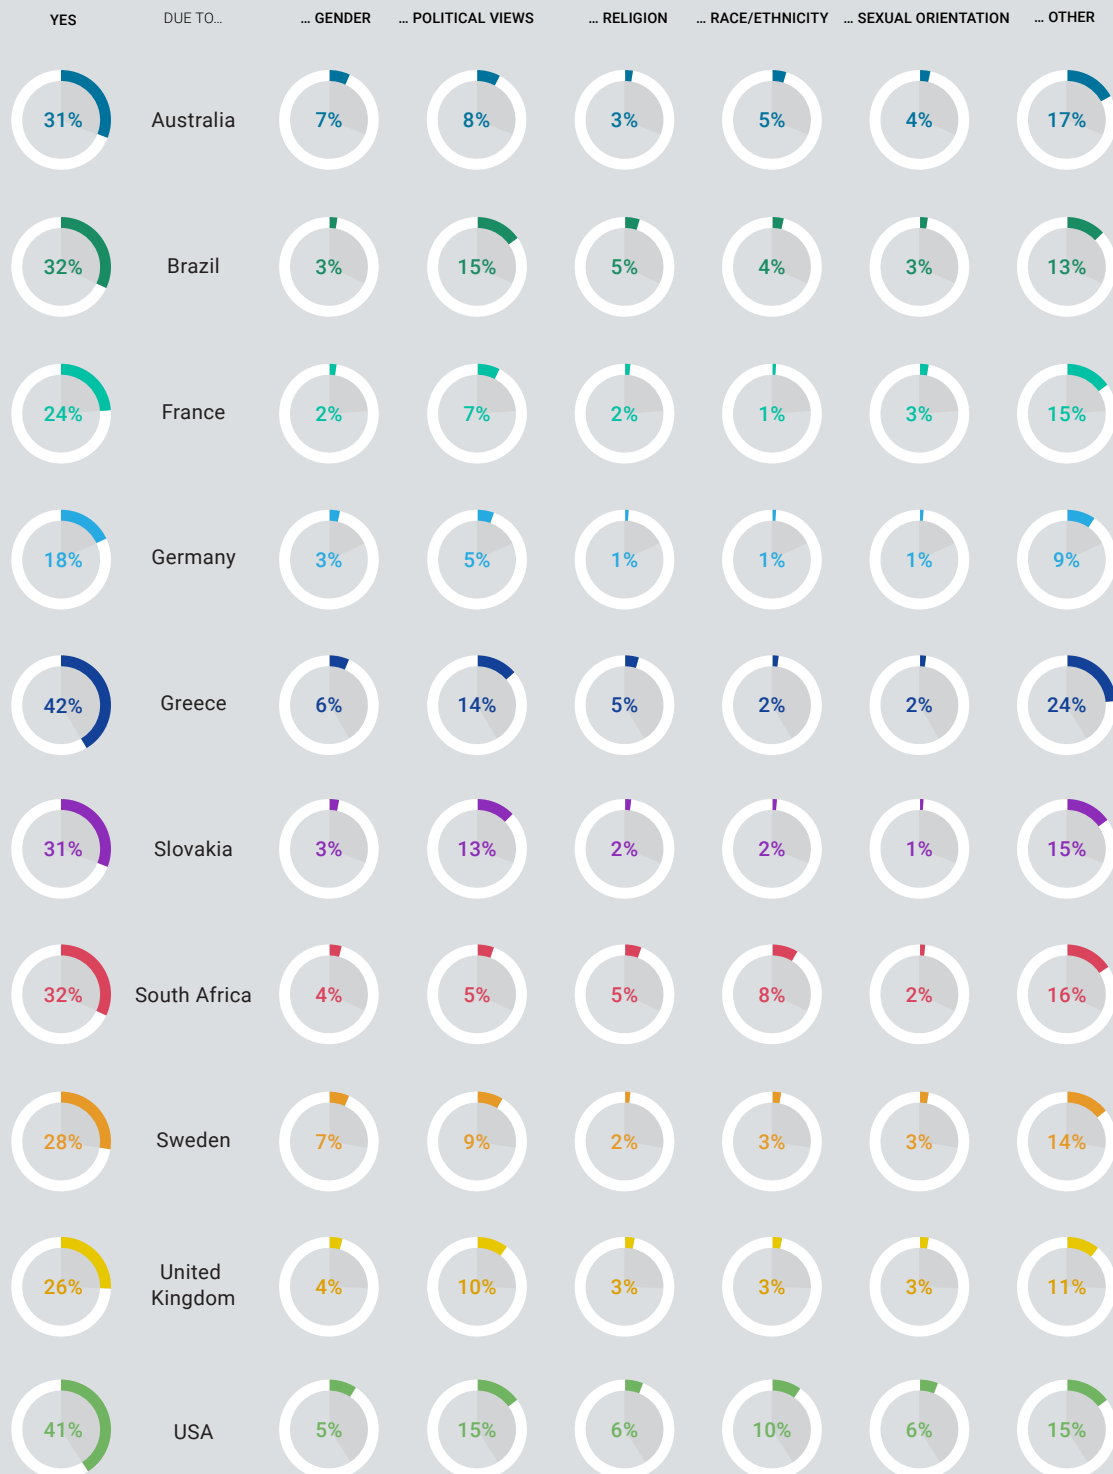 YES DUE TO... ... GENDER ... POLITICAL VIEWS ... RELIGION ... RACE/ETHNICITY ... SEXUAL ORIENTATION ... OTHER
31% Australia 7% 8% 3% 5% 4% 17%
32% Brazil 3% 15% 5% 4% 3% 13%
24% France 2% 7% 2% 1% 3% 15%
18% Germany 3% 5% 1% 1% 1% 9%
42% Greece 6% 14% 5% 2% 2% 24%
31% Slovakia 3% 13% 2% 2% 1% 15%
32% South Africa 4% 5% 5% 8% 2% 16%
28% Sweden 7% 9% 2% 3% 3% 14%
26% United Kingdom 4% 10% 3% 3% 3% 11%
41% USA 5% 15% 6% 10% 6% 15%